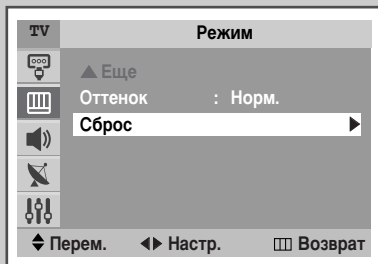 TV Режим
▲ Еще
Оттенок : Норм.
Сброс
Перем. Настр. Возврат